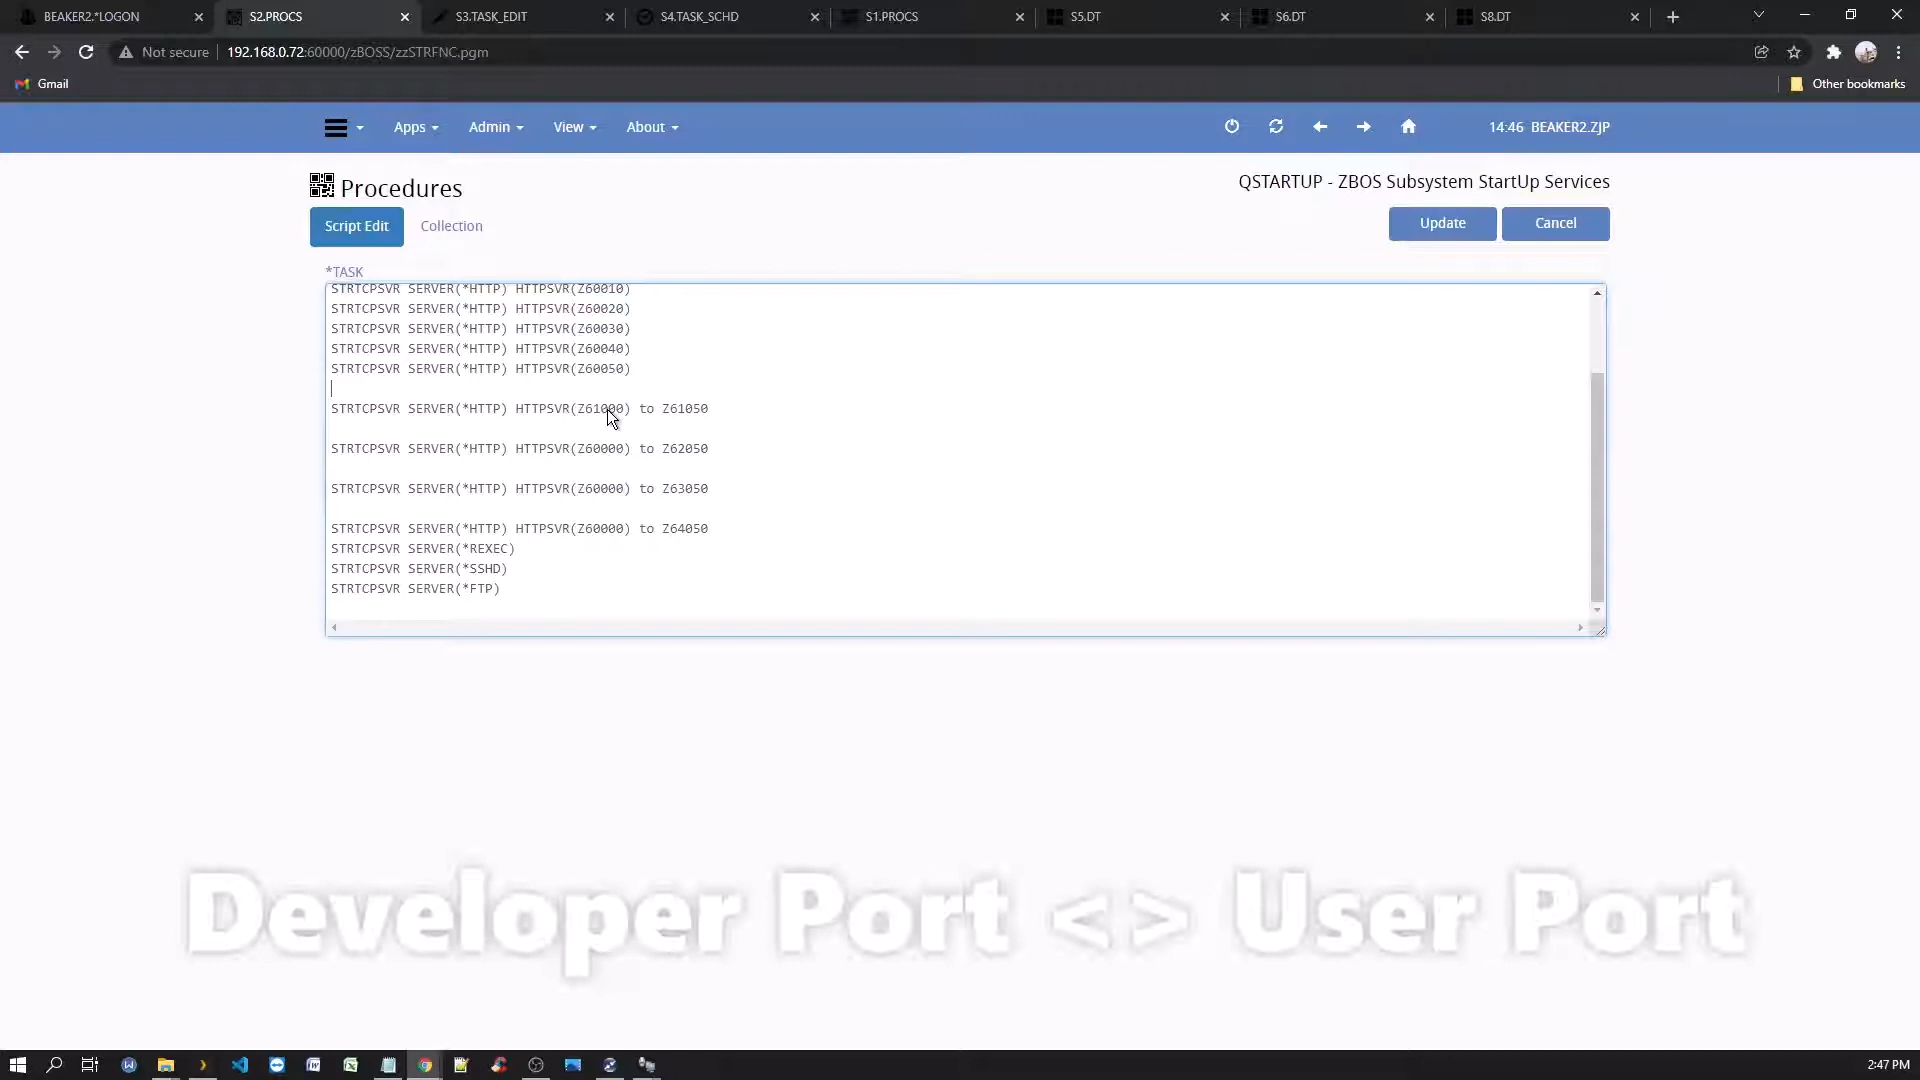 BEAKER2.*LOGON
S2.PROCS
S3.TASK_EDIT
S4.TASK_SCHD
S1.PROCS
S5.DT
S6.DT
S8.DT
Not secure
192.168.0.72:60000/zBOSS/zzSTRFNC.pgm
Gmail
Other bookmarks
Apps
Admin
View
About
14:46 BEAKER2.ZJP
Procedures
QSTARTUP - ZBOS Subsystem StartUp Services
Script Edit
Collection
Update
Cancel
*TASK
STRTCPSVR SERVER(*HTTP) HTTPSVR(Z60010)
STRTCPSVR SERVER(*HTTP) HTTPSVR(Z60020)
STRTCPSVR SERVER(*HTTP) HTTPSVR(Z60030)
STRTCPSVR SERVER(*HTTP) HTTPSVR(Z60040)
STRTCPSVR SERVER(*HTTP) HTTPSVR(Z60050)
STRTCPSVR SERVER(*HTTP) HTTPSVR(Z61000) to Z61050
STRTCPSVR SERVER(*HTTP) HTTPSVR(Z60000) to Z62050
STRTCPSVR SERVER(*HTTP) HTTPSVR(Z60000) to Z63050
STRTCPSVR SERVER(*HTTP) HTTPSVR(Z60000) to Z64050
STRTCPSVR SERVER(*REXEC)
STRTCPSVR SERVER(*SSHD)
STRTCPSVR SERVER(*FTP)
Developer Port <> User Port
2:47 PM